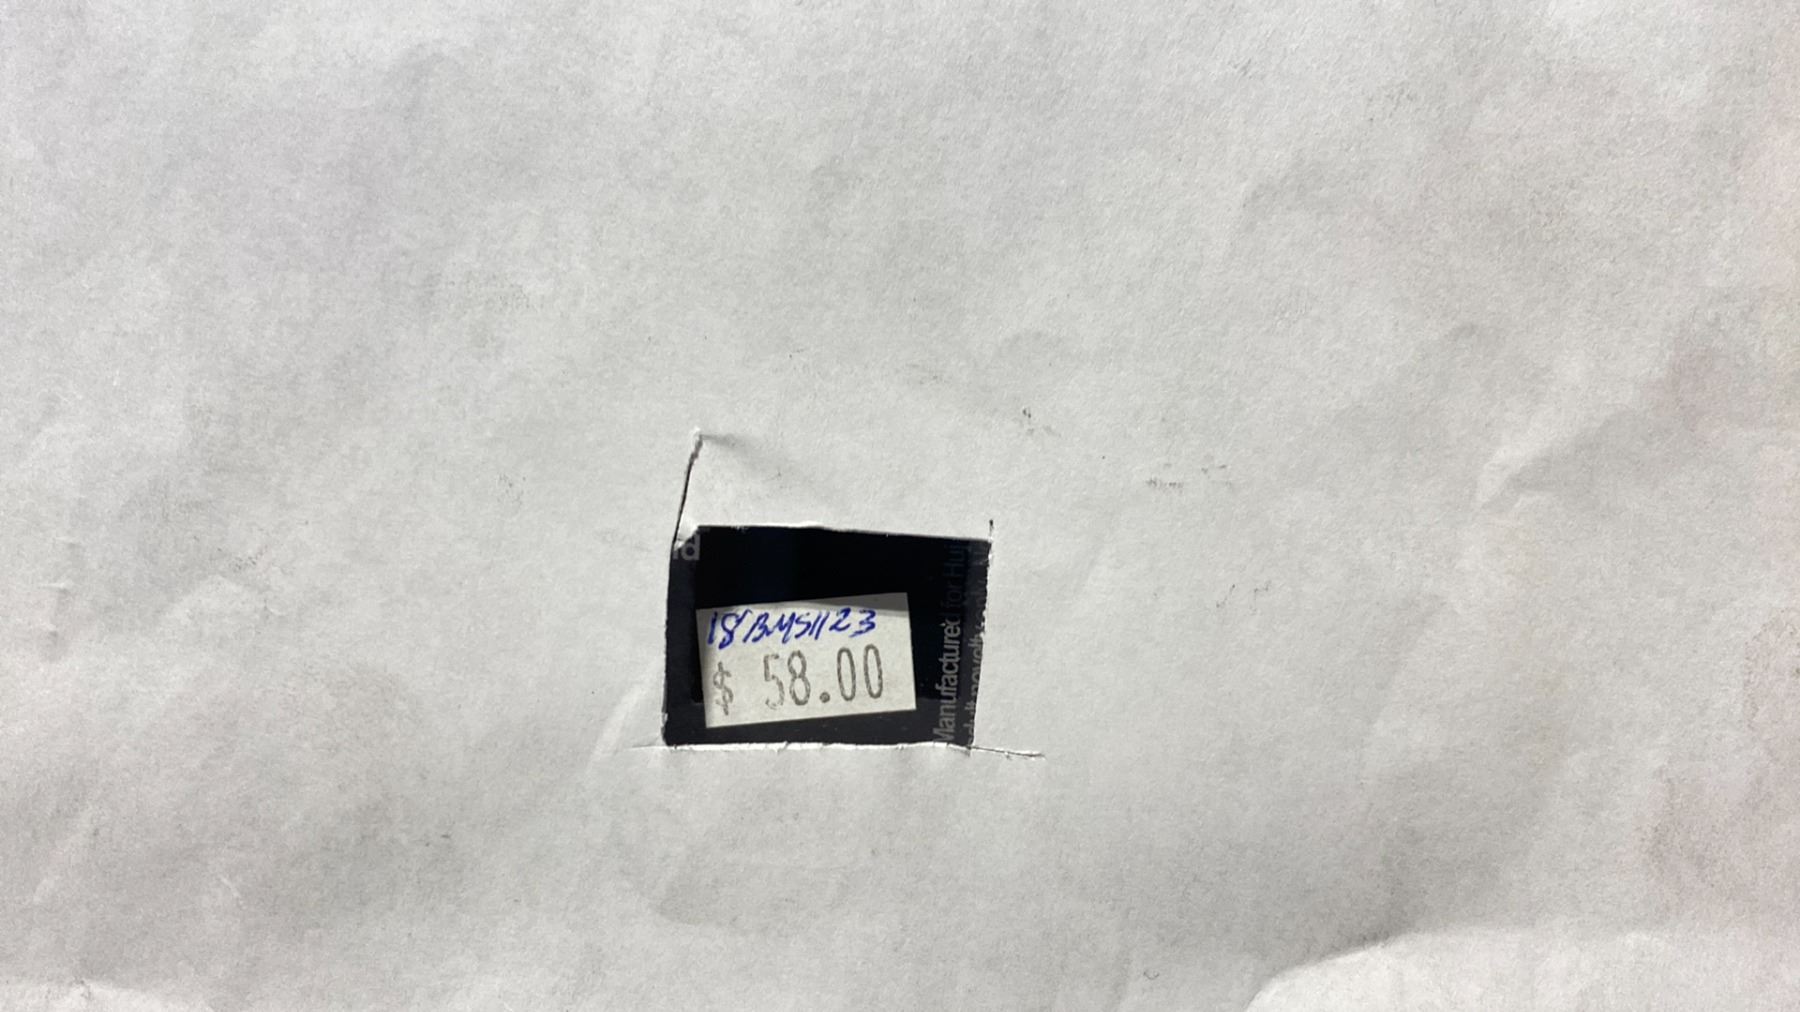 18BMS1123
$ 58.00
Manufactured for Hu